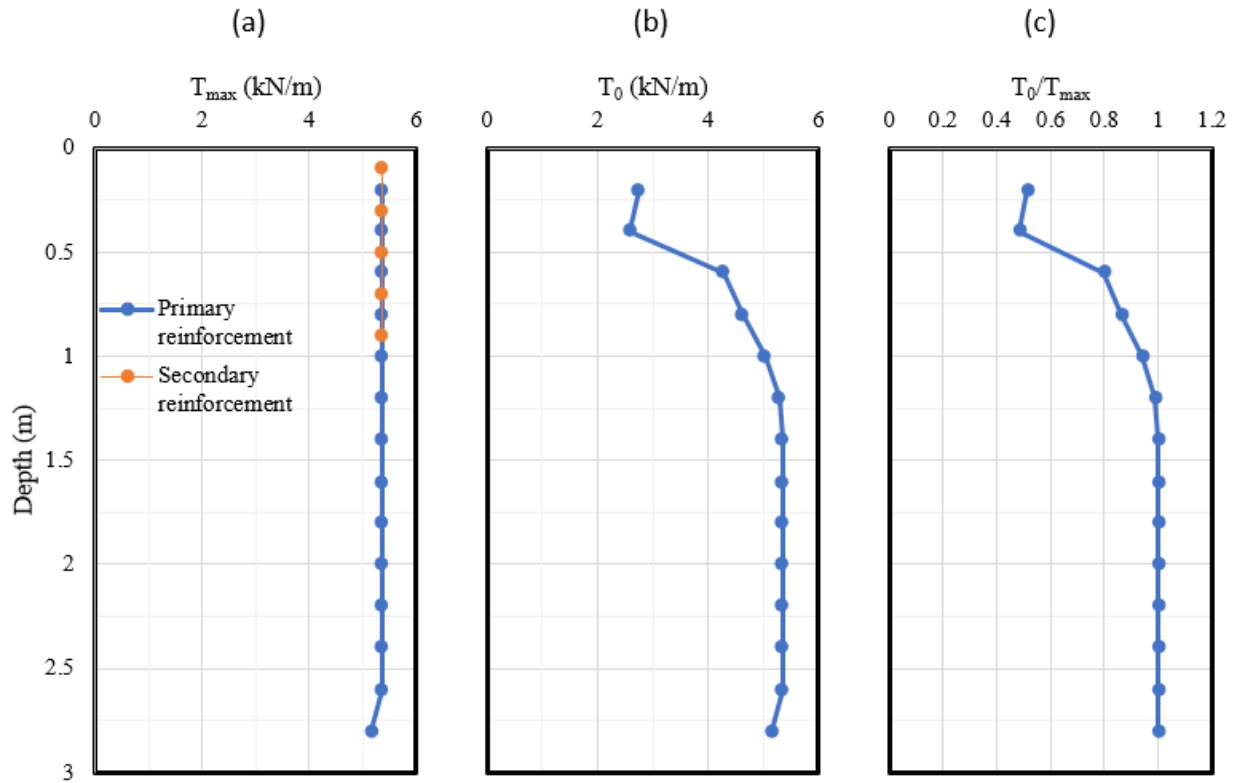 (a) (b) (c)
Tmax (kN/m) T0 (kN/m) T0/Tmax
0 2 4 6 0 2 4 6 0 0.2 0.4 0.6 0.8 1 1.2
0
0.5
Primary
reinforcement
1
Secondary
reinforcement
1.5
2
2.5
3
Depth (m)